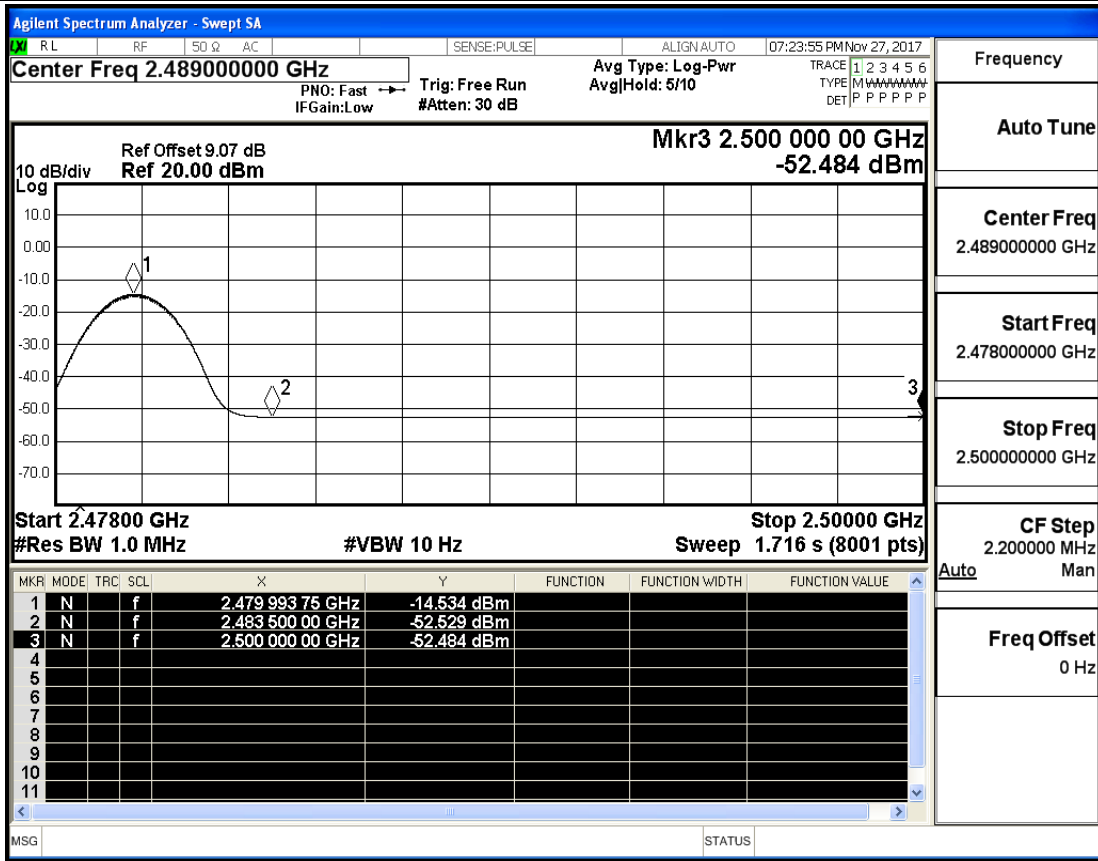 Agilent Spectrum Analyzer - Swept SA
LXI RL RF 50 Ω AC SENSE:PULSE ALIGN AUTO 07:23:55 PM Nov 27, 2017
Center Freq 2.489000000 GHz
PNO: Fast
IFGain:Low
Trig: Free Run
#Atten: 30 dB
Avg Type: Log-Pwr
Avg|Hold: 5/10
TRACE 1 2 3 4 5 6
TYPE M WWWWW
DET P P P P P P
Mkr3 2.500 000 00 GHz
-52.484 dBm
Ref Offset 9.07 dB
10 dB/div Ref 20.00 dBm
Log
10.0
0.00
-10.0
-20.0
-30.0
-40.0
-50.0
-60.0
-70.0
1
2
3
Start 2.47800 GHz Stop 2.50000 GHz
#Res BW 1.0 MHz #VBW 10 Hz Sweep 1.716 s (8001 pts)
MKR MODE TRC SCL X Y FUNCTION FUNCTION WIDTH FUNCTION VALUE
1 N f 2.479 993 75 GHz -14.534 dBm
2 N f 2.483 500 00 GHz -52.529 dBm
3 N f 2.500 000 00 GHz -52.484 dBm
4
5
6
7
8
9
10
11
MSG STATUS
Frequency
Auto Tune
Center Freq
2.489000000 GHz
Start Freq
2.478000000 GHz
Stop Freq
2.500000000 GHz
CF Step
2.200000 MHz
Auto Man
Freq Offset
0 Hz